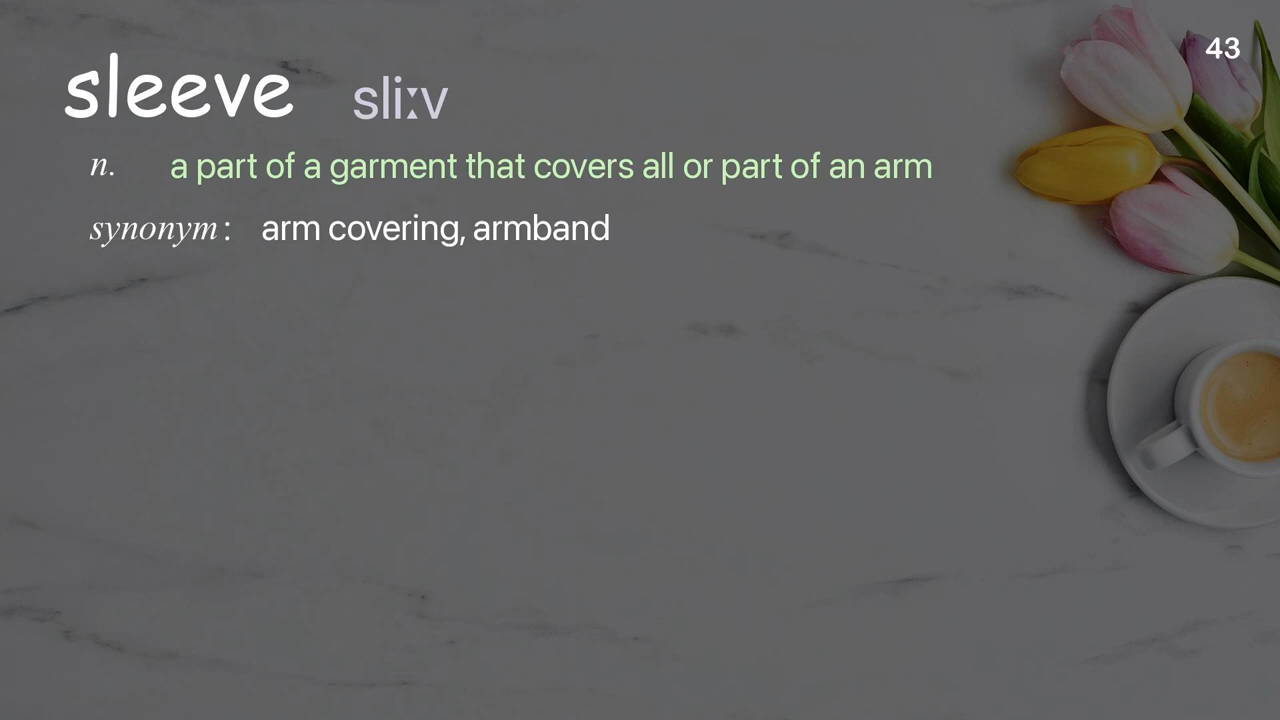 43
sleeve sliːv
n. a part of a garment that covers all or part of an arm
synonym : arm covering, armband